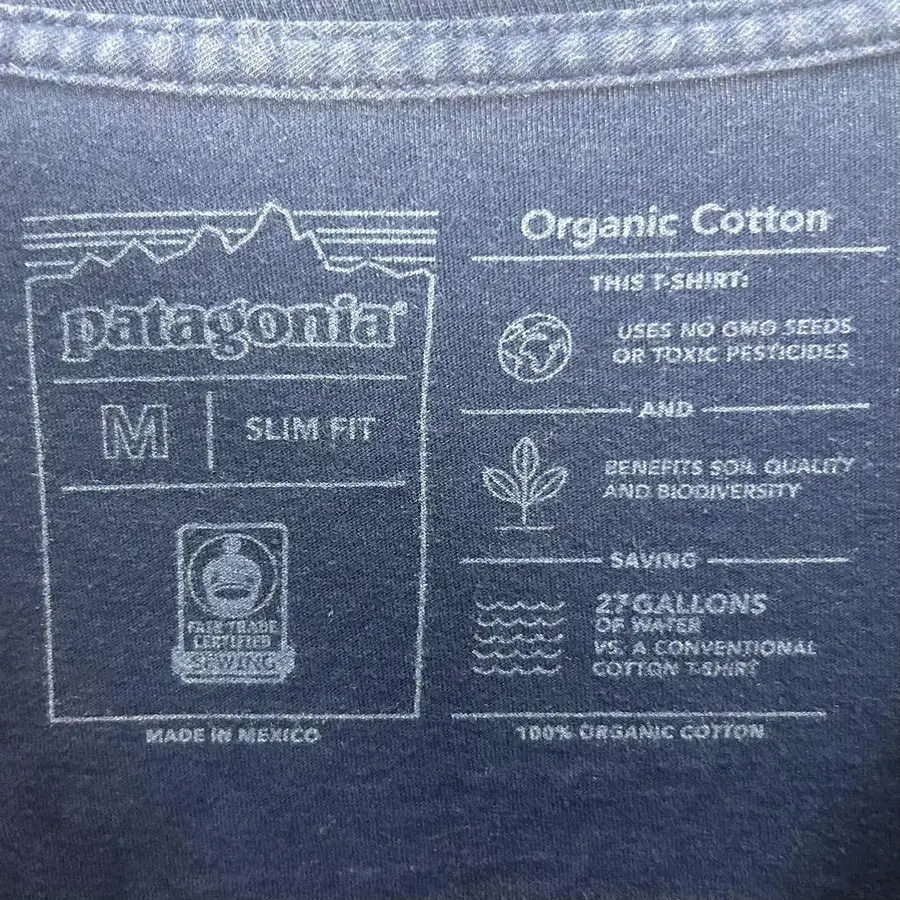 patagonia®
M | SLIM FIT
FAIR TRADE
CERTIFIED
SEWING
MADE IN MEXICO
Organic Cotton
THIS T-SHIRT:
USES NO GMO SEEDS
OR TOXIC PESTICIDES
AND
BENEFITS SOIL QUALITY
AND BIODIVERSITY
SAVING
27 GALLONS
OF WATER
VS. A CONVENTIONAL
COTTON T-SHIRT
100% ORGANIC COTTON